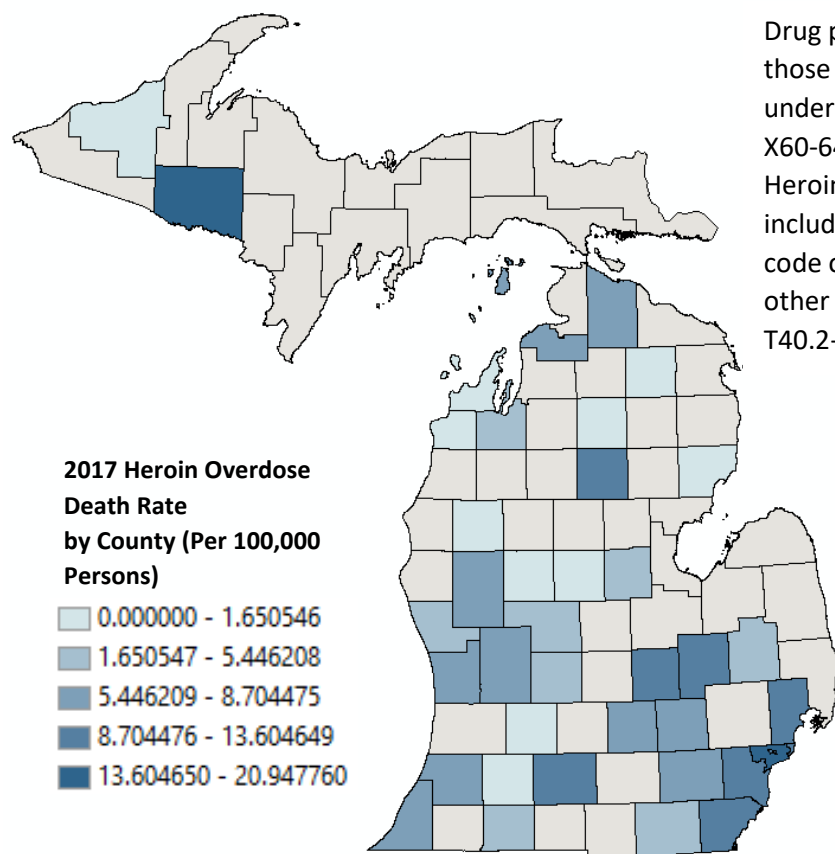 Drug p
those
under
X60-64
Heroin
includ
code o
other
T40.2-
2017 Heroin Overdose
Death Rate
by County (Per 100,000
Persons)
0.000000 - 1.650546
1.650547 - 5.446208
5.446209 - 8.704475
8.704476 - 13.604649
13.604650 - 20.947760